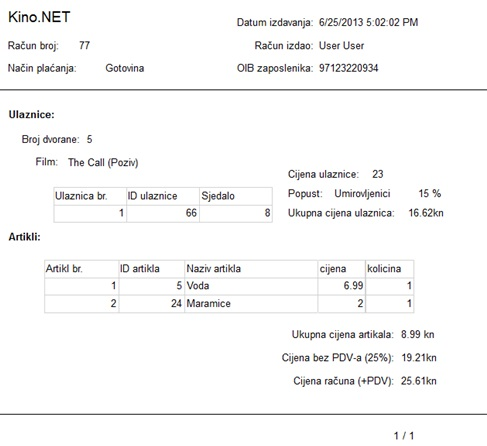 Kino.NET
Datum izdavanja: 6/25/2013 5:02:02 PM
Račun broj: 77 Račun izdao: User User
Način plaćanja: Gotovina OIB zaposlenika: 97123220934
Ulaznice:
Broj dvorane: 5
Film: The Call (Poziv)
Cijena ulaznice: 23
Ulaznica br. ID ulaznice Sjedalo Popust: Umirovljenici 15 %
1 66 8 Ukupna cijena ulaznica: 16.62kn
Artikli:
Artikl br. ID artikla Naziv artikla cijena kolicina
1 5 Voda 6.99 1
2 24 Maramice 2 1
Ukupna cijena artikala: 8.99 kn
Cijena bez PDV-a (25%): 19.21kn
Cijena računa (+PDV): 25.61kn
1 / 1